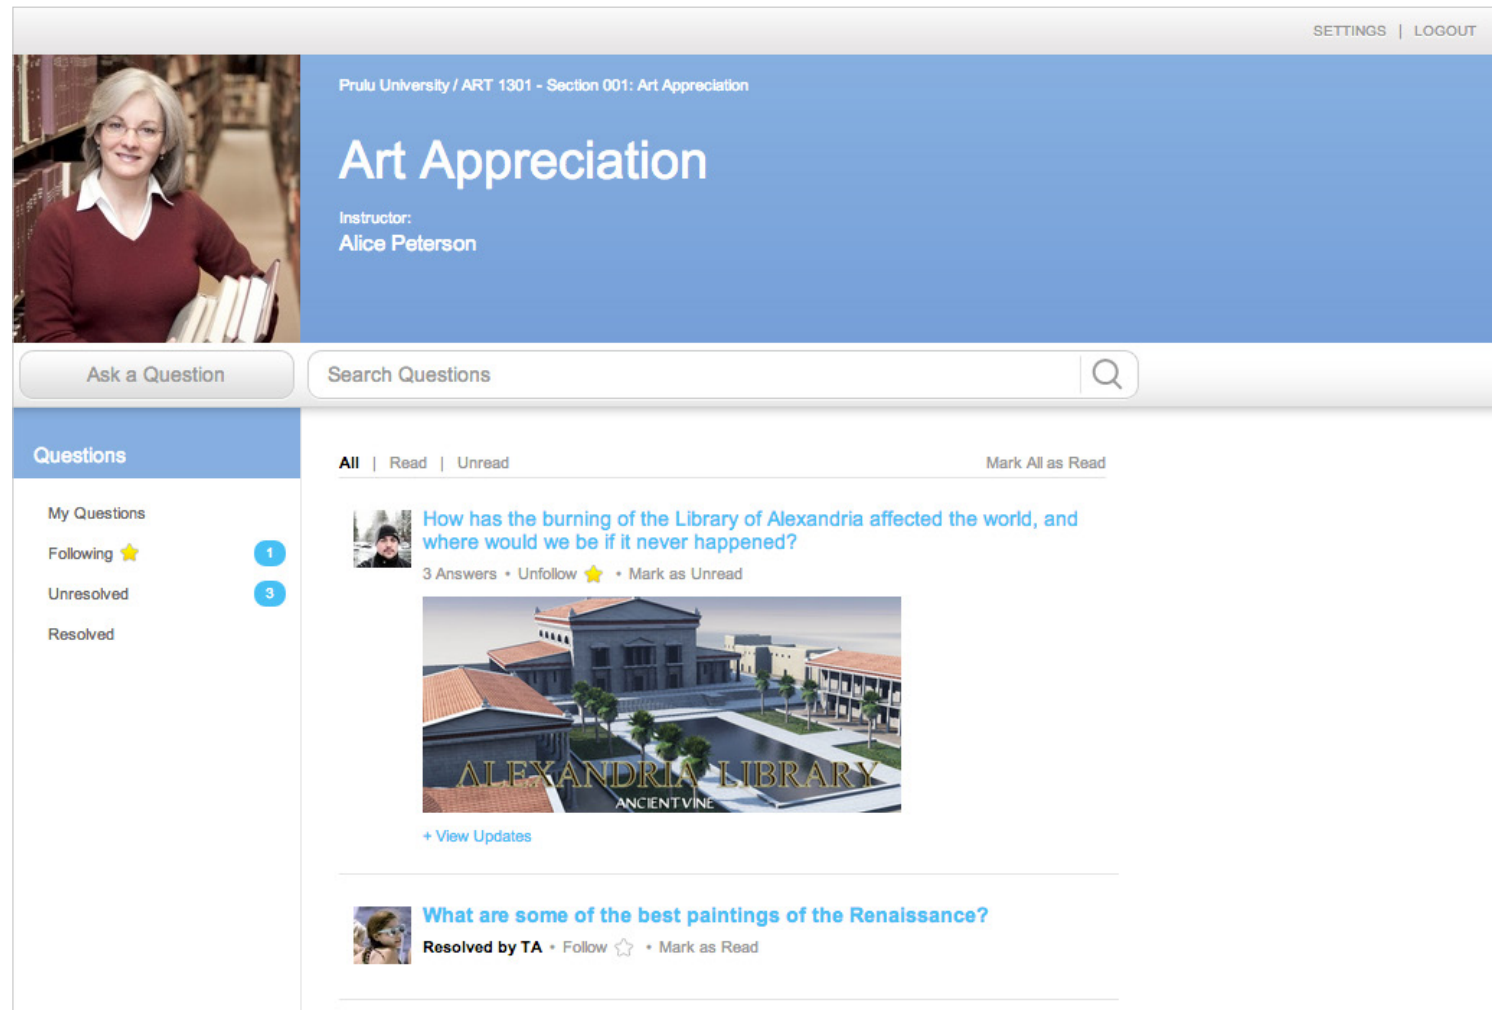 SETTINGS | LOGOUT
Prulu University / ART 1301 - Section 001: Art Appreciation
Art Appreciation
Instructor:
Alice Peterson
Ask a Question
Search Questions
Questions
My Questions
Following 1
Unresolved 3
Resolved
All | Read | Unread
Mark All as Read
How has the burning of the Library of Alexandria affected the world, and
where would we be if it never happened?
3 Answers • Unfollow • Mark as Unread
ALEXANDRIA LIBRARY
ANCIENTVINE
+ View Updates
What are some of the best paintings of the Renaissance?
Resolved by TA • Follow • Mark as Read